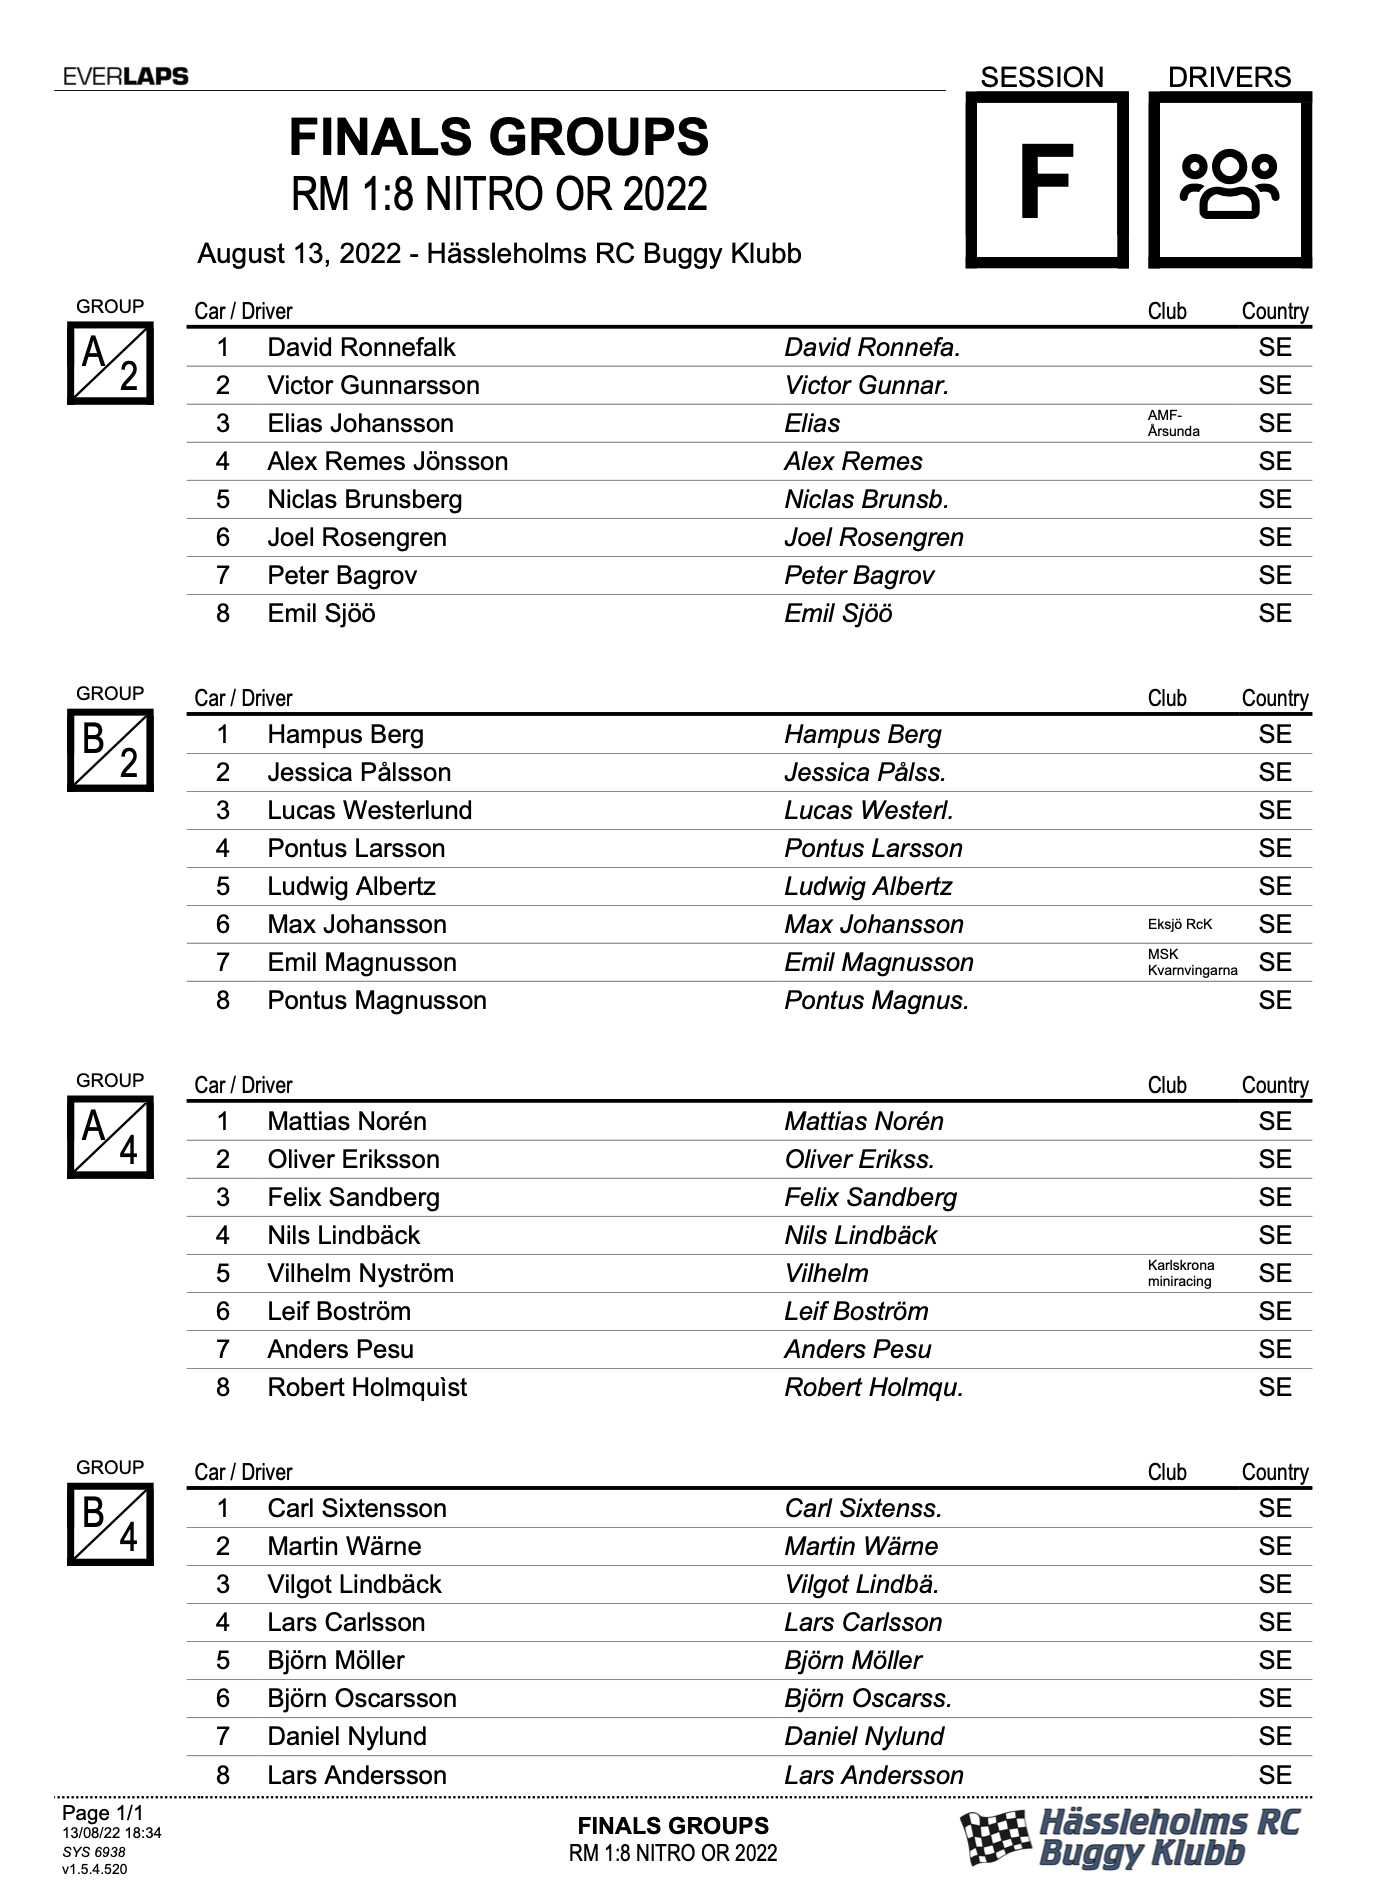 EVERLAPS
SESSION DRIVERS
FINALS GROUPS
RM 1:8 NITRO OR 2022
F
August 13, 2022 - Hässleholms RC Buggy Klubb
GROUP Car / Driver Club Country
A/2
1 David Ronnefalk David Ronnefa. SE
2 Victor Gunnarsson Victor Gunnar. SE
3 Elias Johansson Elias AMF-Årsunda SE
4 Alex Remes Jönsson Alex Remes SE
5 Niclas Brunsberg Niclas Brunsb. SE
6 Joel Rosengren Joel Rosengren SE
7 Peter Bagrov Peter Bagrov SE
8 Emil Sjöö Emil Sjöö SE
GROUP Car / Driver Club Country
B/2
1 Hampus Berg Hampus Berg SE
2 Jessica Pålsson Jessica Pålss. SE
3 Lucas Westerlund Lucas Westerl. SE
4 Pontus Larsson Pontus Larsson SE
5 Ludwig Albertz Ludwig Albertz SE
6 Max Johansson Max Johansson Eksjö RcK SE
7 Emil Magnusson Emil Magnusson MSK Kvarnvingarna SE
8 Pontus Magnusson Pontus Magnus. SE
GROUP Car / Driver Club Country
A/4
1 Mattias Norén Mattias Norén SE
2 Oliver Eriksson Oliver Erikss. SE
3 Felix Sandberg Felix Sandberg SE
4 Nils Lindbäck Nils Lindbäck SE
5 Vilhelm Nyström Vilhelm Karlskrona miniracing SE
6 Leif Boström Leif Boström SE
7 Anders Pesu Anders Pesu SE
8 Robert Holmquìst Robert Holmqu. SE
GROUP Car / Driver Club Country
B/4
1 Carl Sixtensson Carl Sixtenss. SE
2 Martin Wärne Martin Wärne SE
3 Vilgot Lindbäck Vilgot Lindbä. SE
4 Lars Carlsson Lars Carlsson SE
5 Björn Möller Björn Möller SE
6 Björn Oscarsson Björn Oscarss. SE
7 Daniel Nylund Daniel Nylund SE
8 Lars Andersson Lars Andersson SE
Page 1/1
13/08/22 18:34
SYS 6938
v1.5.4.520
FINALS GROUPS
RM 1:8 NITRO OR 2022
Hässleholms RC
Buggy Klubb